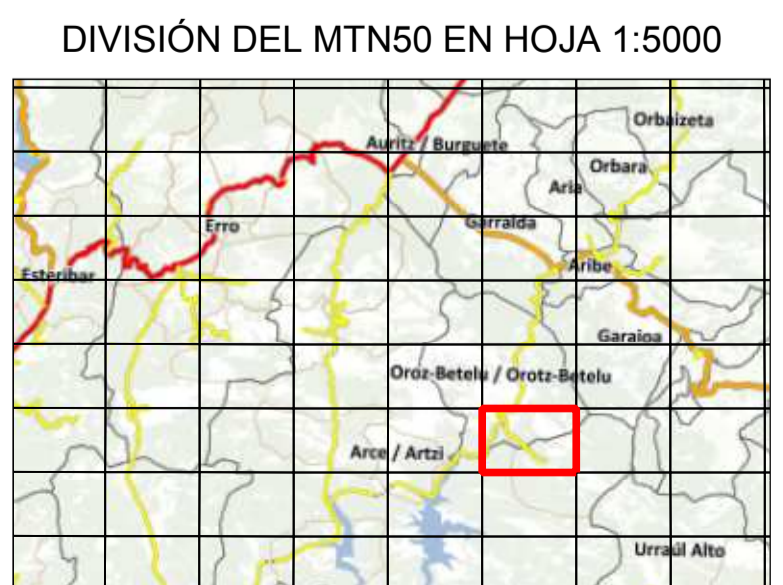 DIVISIÓN DEL MTN50 EN HOJA 1:5000
Orbaizeta
Auritz / Burguete
Orbara
Aria
Garralda
Erro
Aribe
Esteribar
Garaioa
Oroz-Betelu / Orotz-Betelu
Arce / Artzi
Urraúl Alto